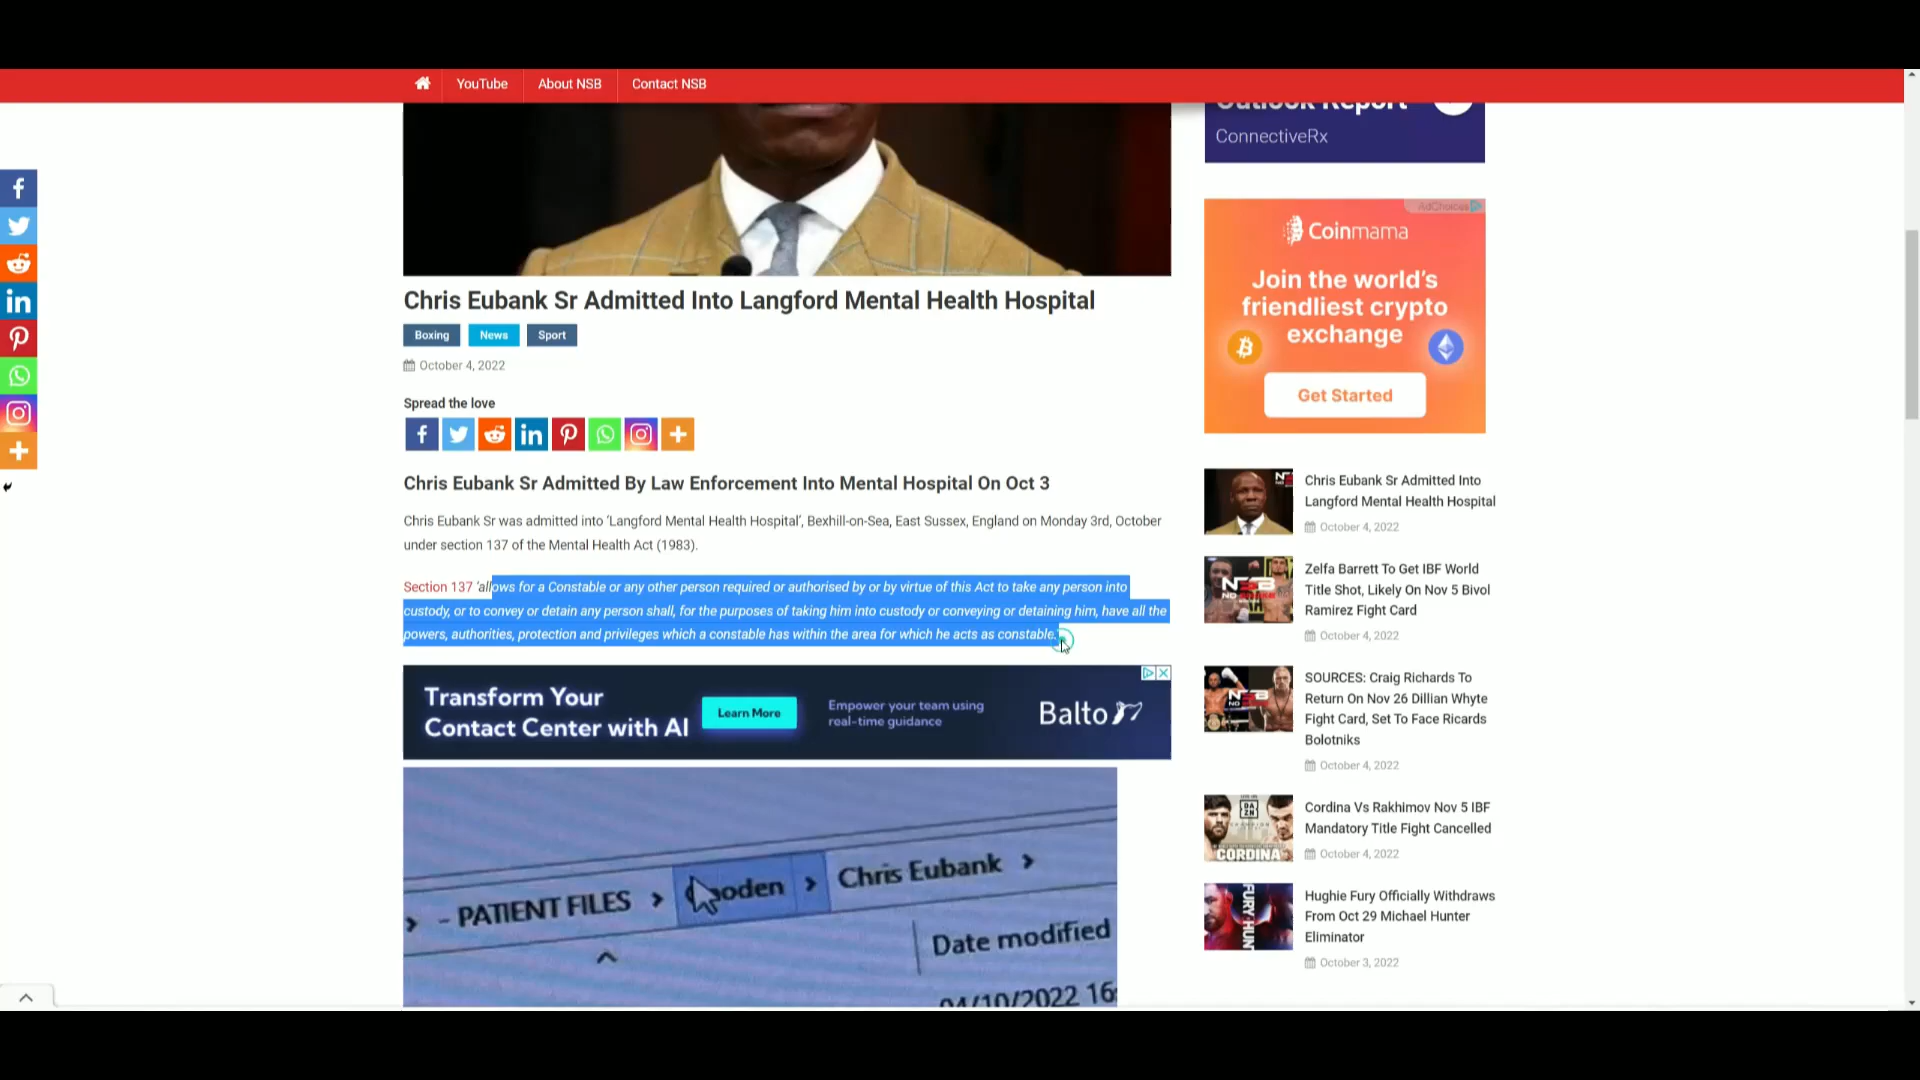 YouTube
About NSB
Contact NSB
Outlook Report
ConnectiveRx
AdChoices
Coinmama
Join the world's
friendliest crypto
exchange
Get Started
Chris Eubank Sr Admitted Into Langford Mental Health Hospital
Boxing
News
Sport
October 4, 2022
Spread the love
Chris Eubank Sr Admitted By Law Enforcement Into Mental Hospital On Oct 3
Chris Eubank Sr was admitted into ‘Langford Mental Health Hospital’, Bexhill-on-Sea, East Sussex, England on Monday 3rd, October
under section 137 of the Mental Health Act (1983).
Section 137 ‘allows for a Constable or any other person required or authorised by or by virtue of this Act to take any person into
custody, or to convey or detain any person shall, for the purposes of taking him into custody or conveying or detaining him, have all the
powers, authorities, protection and privileges which a constable has within the area for which he acts as constable.
Transform Your
Contact Center with AI
Learn More
Empower your team using
real-time guidance
Balto
- PATIENT FILES
Chris Eubank
Date modified
04/10/2022 16
Chris Eubank Sr Admitted Into
Langford Mental Health Hospital
October 4, 2022
Zelfa Barrett To Get IBF World
Title Shot, Likely On Nov 5 Bivol
Ramirez Fight Card
October 4, 2022
SOURCES: Craig Richards To
Return On Nov 26 Dillian Whyte
Fight Card, Set To Face Ricards
Bolotniks
October 4, 2022
CORDINA
Cordina Vs Rakhimov Nov 5 IBF
Mandatory Title Fight Cancelled
October 4, 2022
FURY HUN
Hughie Fury Officially Withdraws
From Oct 29 Michael Hunter
Eliminator
October 3, 2022